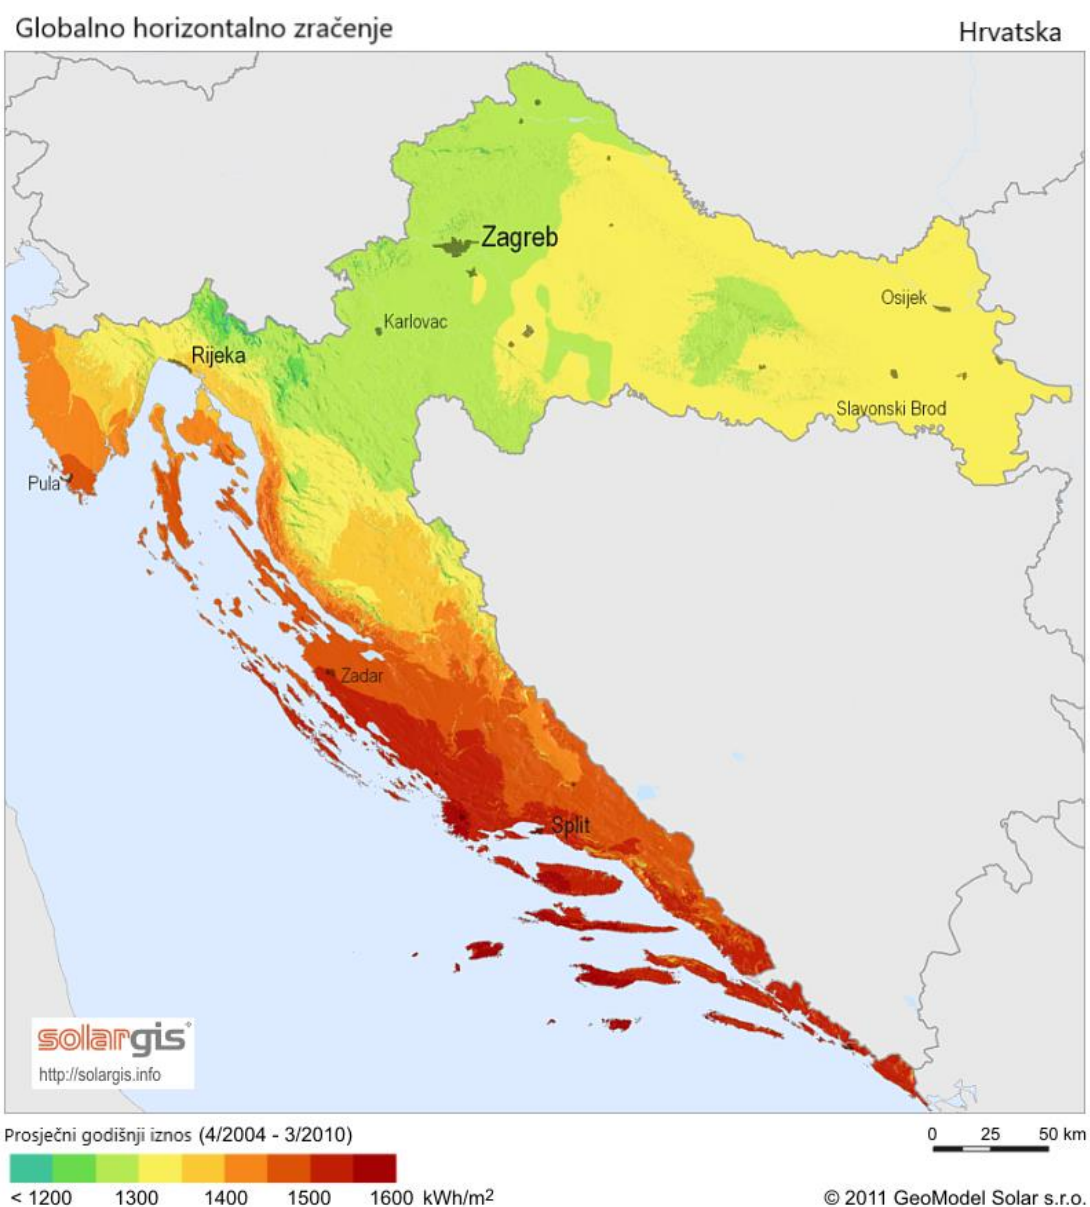 Globalno horizontalno zračenje
Hrvatska
Zagreb
Osijek
Karlovac
Rijeka
Slavonski Brod
Pula
Zadar
Split
solargis
http://solargis.info
Prosječni godišnji iznos (4/2004 - 3/2010)
0 25 50 km
< 1200 1300 1400 1500 1600 kWh/m²
© 2011 GeoModel Solar s.r.o.